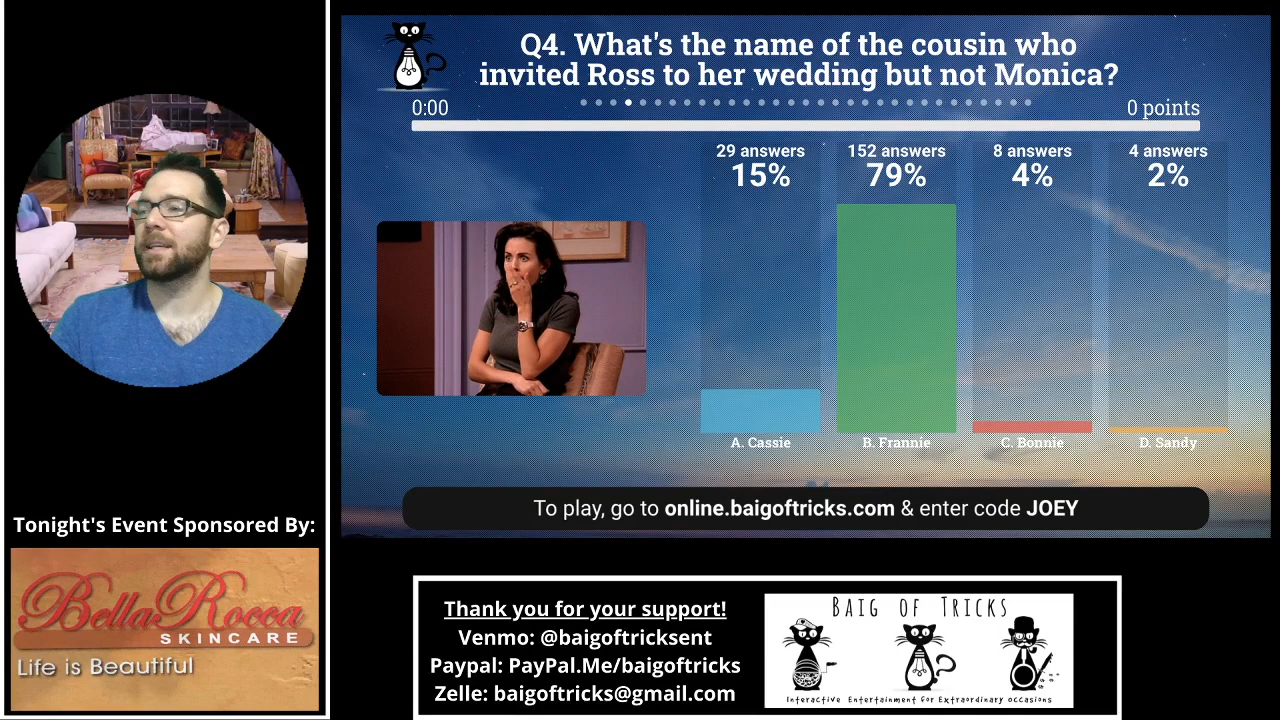 Q4. What's the name of the cousin who
invited Ross to her wedding but not Monica?
0:00
0 points
29 answers
15%
152 answers
79%
8 answers
4%
4 answers
2%
A. Cassie
B. Frannie
C. Bonnie
D. Sandy
To play, go to online.baigoftricks.com & enter code JOEY
Tonight's Event Sponsored By:
BellaRocca
SKINCARE
Life is Beautiful
Thank you for your support!
Venmo: @baigoftricksent
Paypal: PayPal.Me/baigoftricks
Zelle: baigoftricks@gmail.com
BAIG OF TRICKS
Interactive Entertainment for Extraordinary occasions